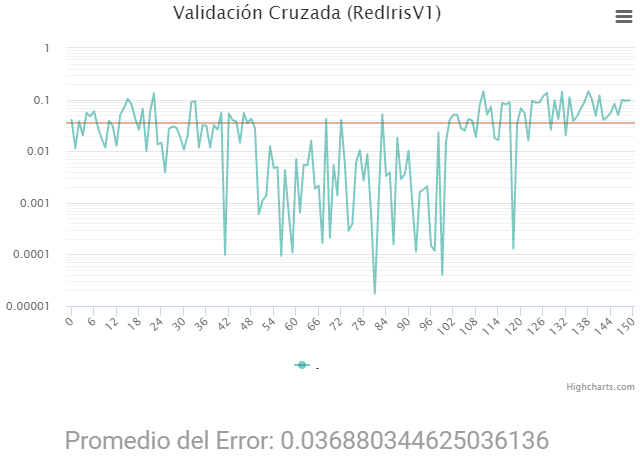 Validación Cruzada (RedIrisV1)
1
0.1
0.01
0.001
0.0001
0.00001
0 6 12 18 24 30 36 42 48 54 60 66 72 78 84 90 96 102 108 114 120 126 132 138 144 150
-
Highcharts.com
Promedio del Error: 0.036880344625036136